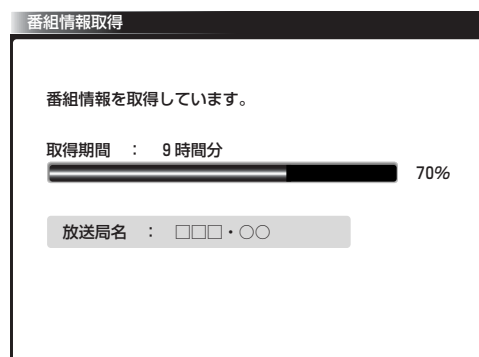 番組情報取得
番組情報を取得しています。
取得期間 : 9時間分
70%
放送局名 : □□□・○○